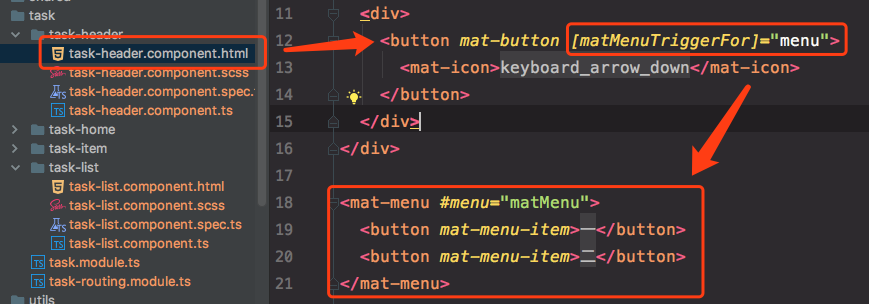 shared
task
task-header
task-header.component.html
task-header.component.scss
task-header.component.spec.
task-header.component.ts
task-home
task-item
task-list
task-list.component.html
task-list.component.scss
task-list.component.spec.ts
task-list.component.ts
task.module.ts
task-routing.module.ts
utils
11 <div>
12 <button mat-button [matMenuTriggerFor]="menu">
13 <mat-icon>keyboard_arrow_down</mat-icon>
14 </button>
15 </div>
16 </div>
17
18 <mat-menu #menu="matMenu">
19 <button mat-menu-item>一</button>
20 <button mat-menu-item>二</button>
21 </mat-menu>